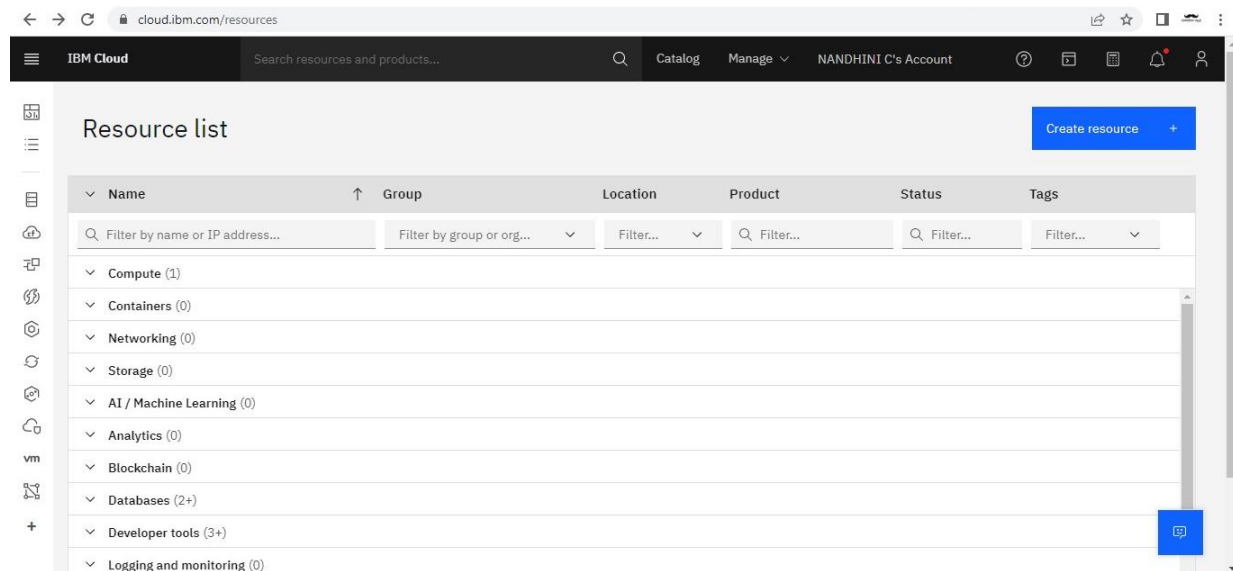 cloud.ibm.com/resources
IBM Cloud Search resources and products... Catalog Manage NANDHINI C's Account
Resource list
Create resource +
Name Group Location Product Status Tags
Filter by name or IP address... Filter by group or org... Filter... Filter... Filter... Filter...
Compute (1)
Containers (0)
Networking (0)
Storage (0)
AI / Machine Learning (0)
Analytics (0)
vm
Blockchain (0)
Databases (2+)
Developer tools (3+)
Logging and monitoring (0)